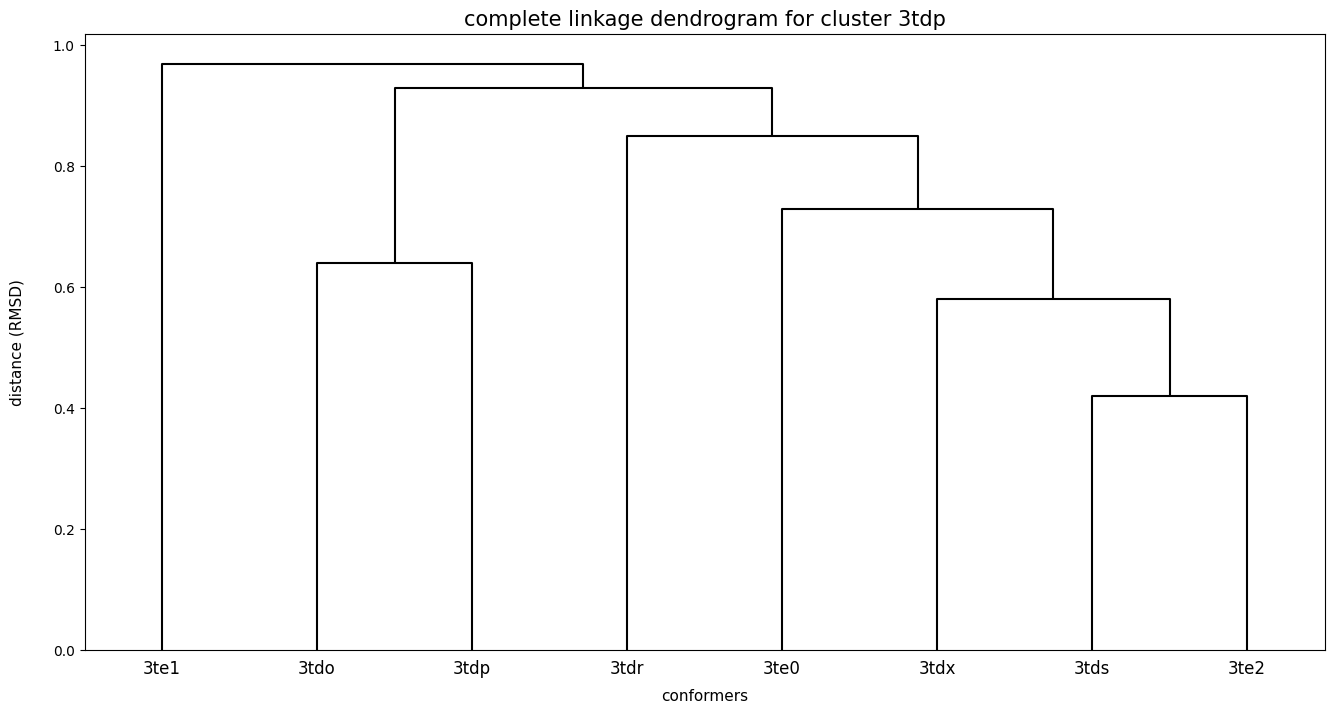 complete linkage dendrogram for cluster 3tdp
1.0
0.8
0.6
0.4
0.2
0.0
distance (RMSD)
3te1 3tdo 3tdp 3tdr 3te0 3tdx 3tds 3te2
conformers